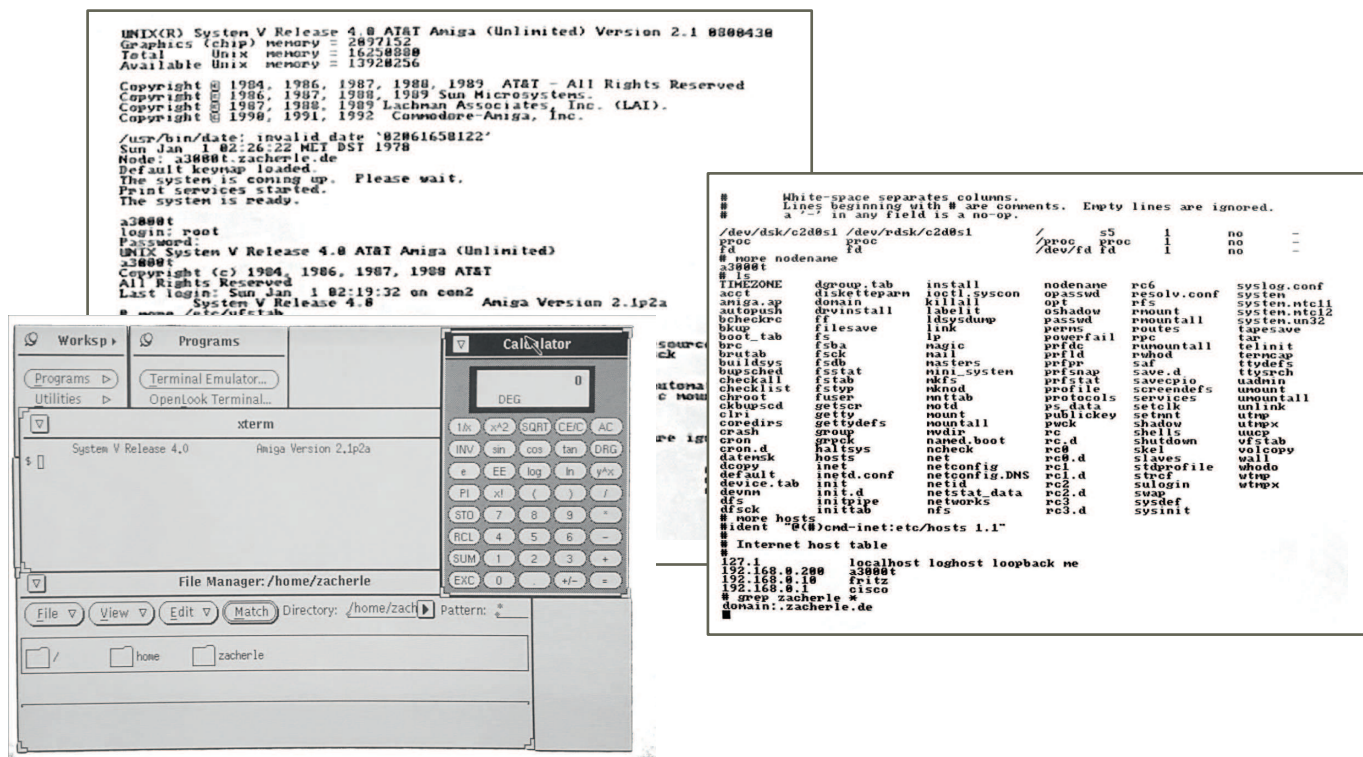 UNIX(R) System V Release 4.0 AT&T Amiga (Unlimited) Version 2.1 0800430
Graphics (chip) memory = 2097152
Total Unix memory = 16250880
Available Unix memory = 13920256
Copyright © 1984, 1986, 1987, 1988, 1989 AT&T - All Rights Reserved
Copyright © 1986, 1987, 1988, 1989 Sun Microsystems.
Copyright © 1987, 1988, 1989 Lachman Associates, Inc. (LAI).
Copyright © 1990, 1991, 1992 Commodore-Amiga, Inc.
/usr/bin/date: invalid date `02061658122'
Sun Jan 1 02:26:22 MET DST 1978
Node: a3000t.zacherle.de
Default keymap loaded.
The system is coming up. Please wait.
Print services started.
The system is ready.
a3000t
login: root
Password:
UNIX System V Release 4.0 AT&T Amiga (Unlimited)
a3000t
Copyright (c) 1984, 1986, 1987, 1988 AT&T
All Rights Reserved
Last login: Sun Jan 1 02:19:32 on con2
System V Release 4.0 Amiga Version 2.1p2a
# more /etc/vfstab
# White-space separates columns.
# Lines beginning with # are comments. Empty lines are ignored.
# a '-' in any field is a no-op.
/dev/dsk/c2d0s1 /dev/rdsk/c2d0s1 / s5 1 no -
proc proc /proc proc 1 no -
fd fd /dev/fd fd 1 no -
# more nodename
a3000t
# ls
TIMEZONE dgroup.tab install nodename rc6 syslog.conf
acct disketteparm ioctl.syscon opasswd resolv.conf system
amiga.ap domain killall opt rfs system.mtc11
autopush drvinstall labelit oshadow rmount system.mtc12
bcheckrc ff ldsysdump passwd rmountall system.un32
bkup filesave link perms routes tapesave
boot_tab fs lp powerfail rpc tar
brc fsba magic prfdc rumountall telinit
brutab fsck mail prfld rwhod termcap
buildsys fsdb masters prfpr saf ttydefs
bupsched fsstat mini_system prfsnap save.d ttysrch
checkall fstab mkfs prfstat savecpio uadmin
checklist fstyp mknod profile screendefs umount
chroot fuser mnttab protocols services umountall
ckbupscd getscr motd ps_data setclk unlink
clri getty mount publickey setmnt utmp
coredirs gettydefs mountall pwck shadow utmpx
crash group mvdir rc shells uucp
cron grpck named.boot rc.d shutdown vfstab
cron.d haltsys ncheck rc0 skel volcopy
datemsk hosts net rc0.d slaves wall
dcopy inet netconfig rc1 stdprofile whodo
default inetd.conf netconfig.DNS rc1.d strcf wtmp
device.tab init netid rc2 sulogin wtmpx
devnm init.d netstat_data rc2.d swap
dfs initpipe networks rc3 sysdef
dfsck inittab nfs rc3.d sysinit
# more hosts
#ident "@(#)cmd-inet:etc/hosts 1.1"
#
# Internet host table
#
127.1 localhost loghost loopback me
192.168.0.200 a3000t
192.168.0.10 fritz
192.168.0.1 cisco
# grep zacherle *
domain:.zacherle.de
Worksp
Programs
Programs
Terminal Emulator...
Utilities
OpenLook Terminal...
xterm
System V Release 4.0 Amiga Version 2.1p2a
$
Calculator
0
DEG
1/x x^2 SQRT CE/C AC
INV sin cos tan DRG
e EE log ln y^x
PI x! ( ) /
STO 7 8 9 *
RCL 4 5 6 -
SUM 1 2 3 +
EXC 0 . +/- =
File Manager: /home/zacherle
File View Edit Match Directory: /home/zach Pattern: *
/ home zacherle